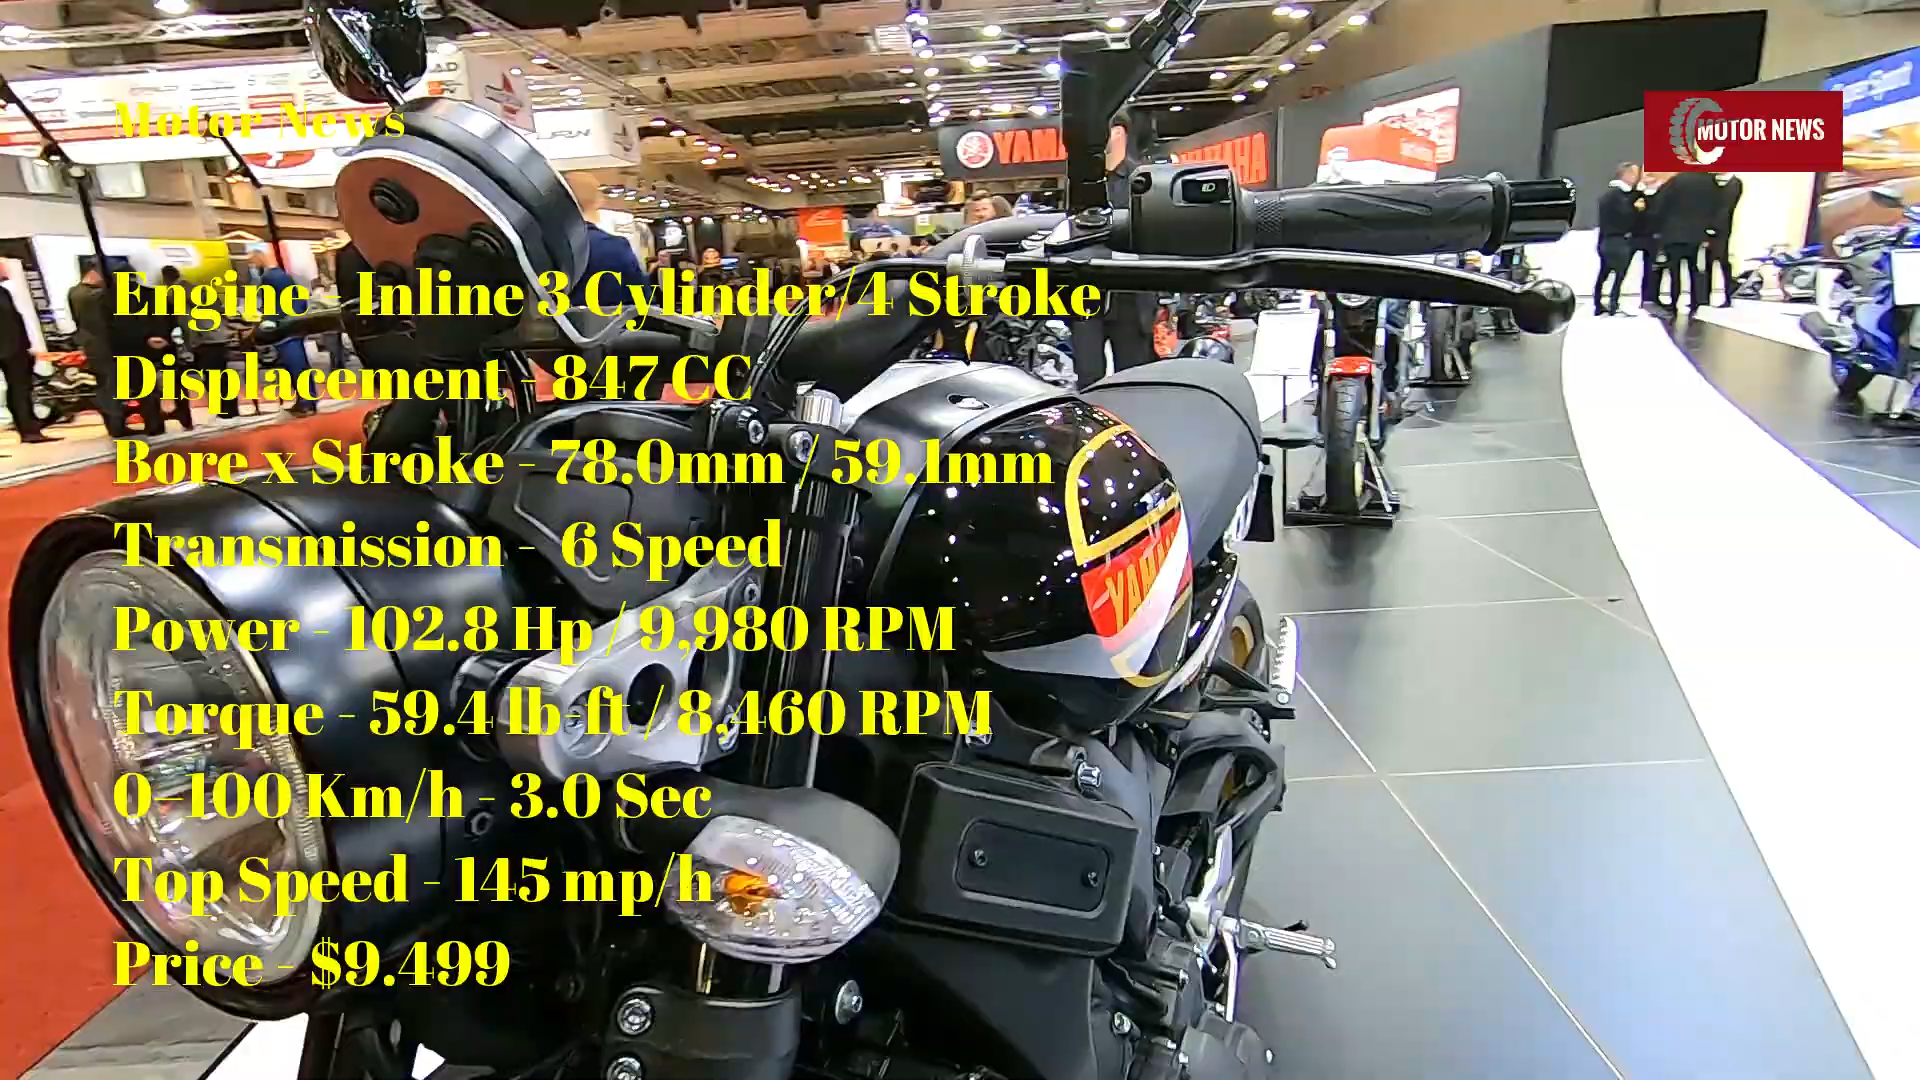 Motor News
MOTOR NEWS
YAMAHA
Engine - Inline 3 Cylinder/4 Stroke
Displacement - 847 CC
Bore x Stroke - 78.0mm / 59.1mm
Transmission - 6 Speed
Power - 102.8 Hp / 9,980 RPM
Torque - 59.4 lb-ft / 8,460 RPM
0-100 Km/h - 3.0 Sec
Top Speed - 145 mp/h
Price - $9.499